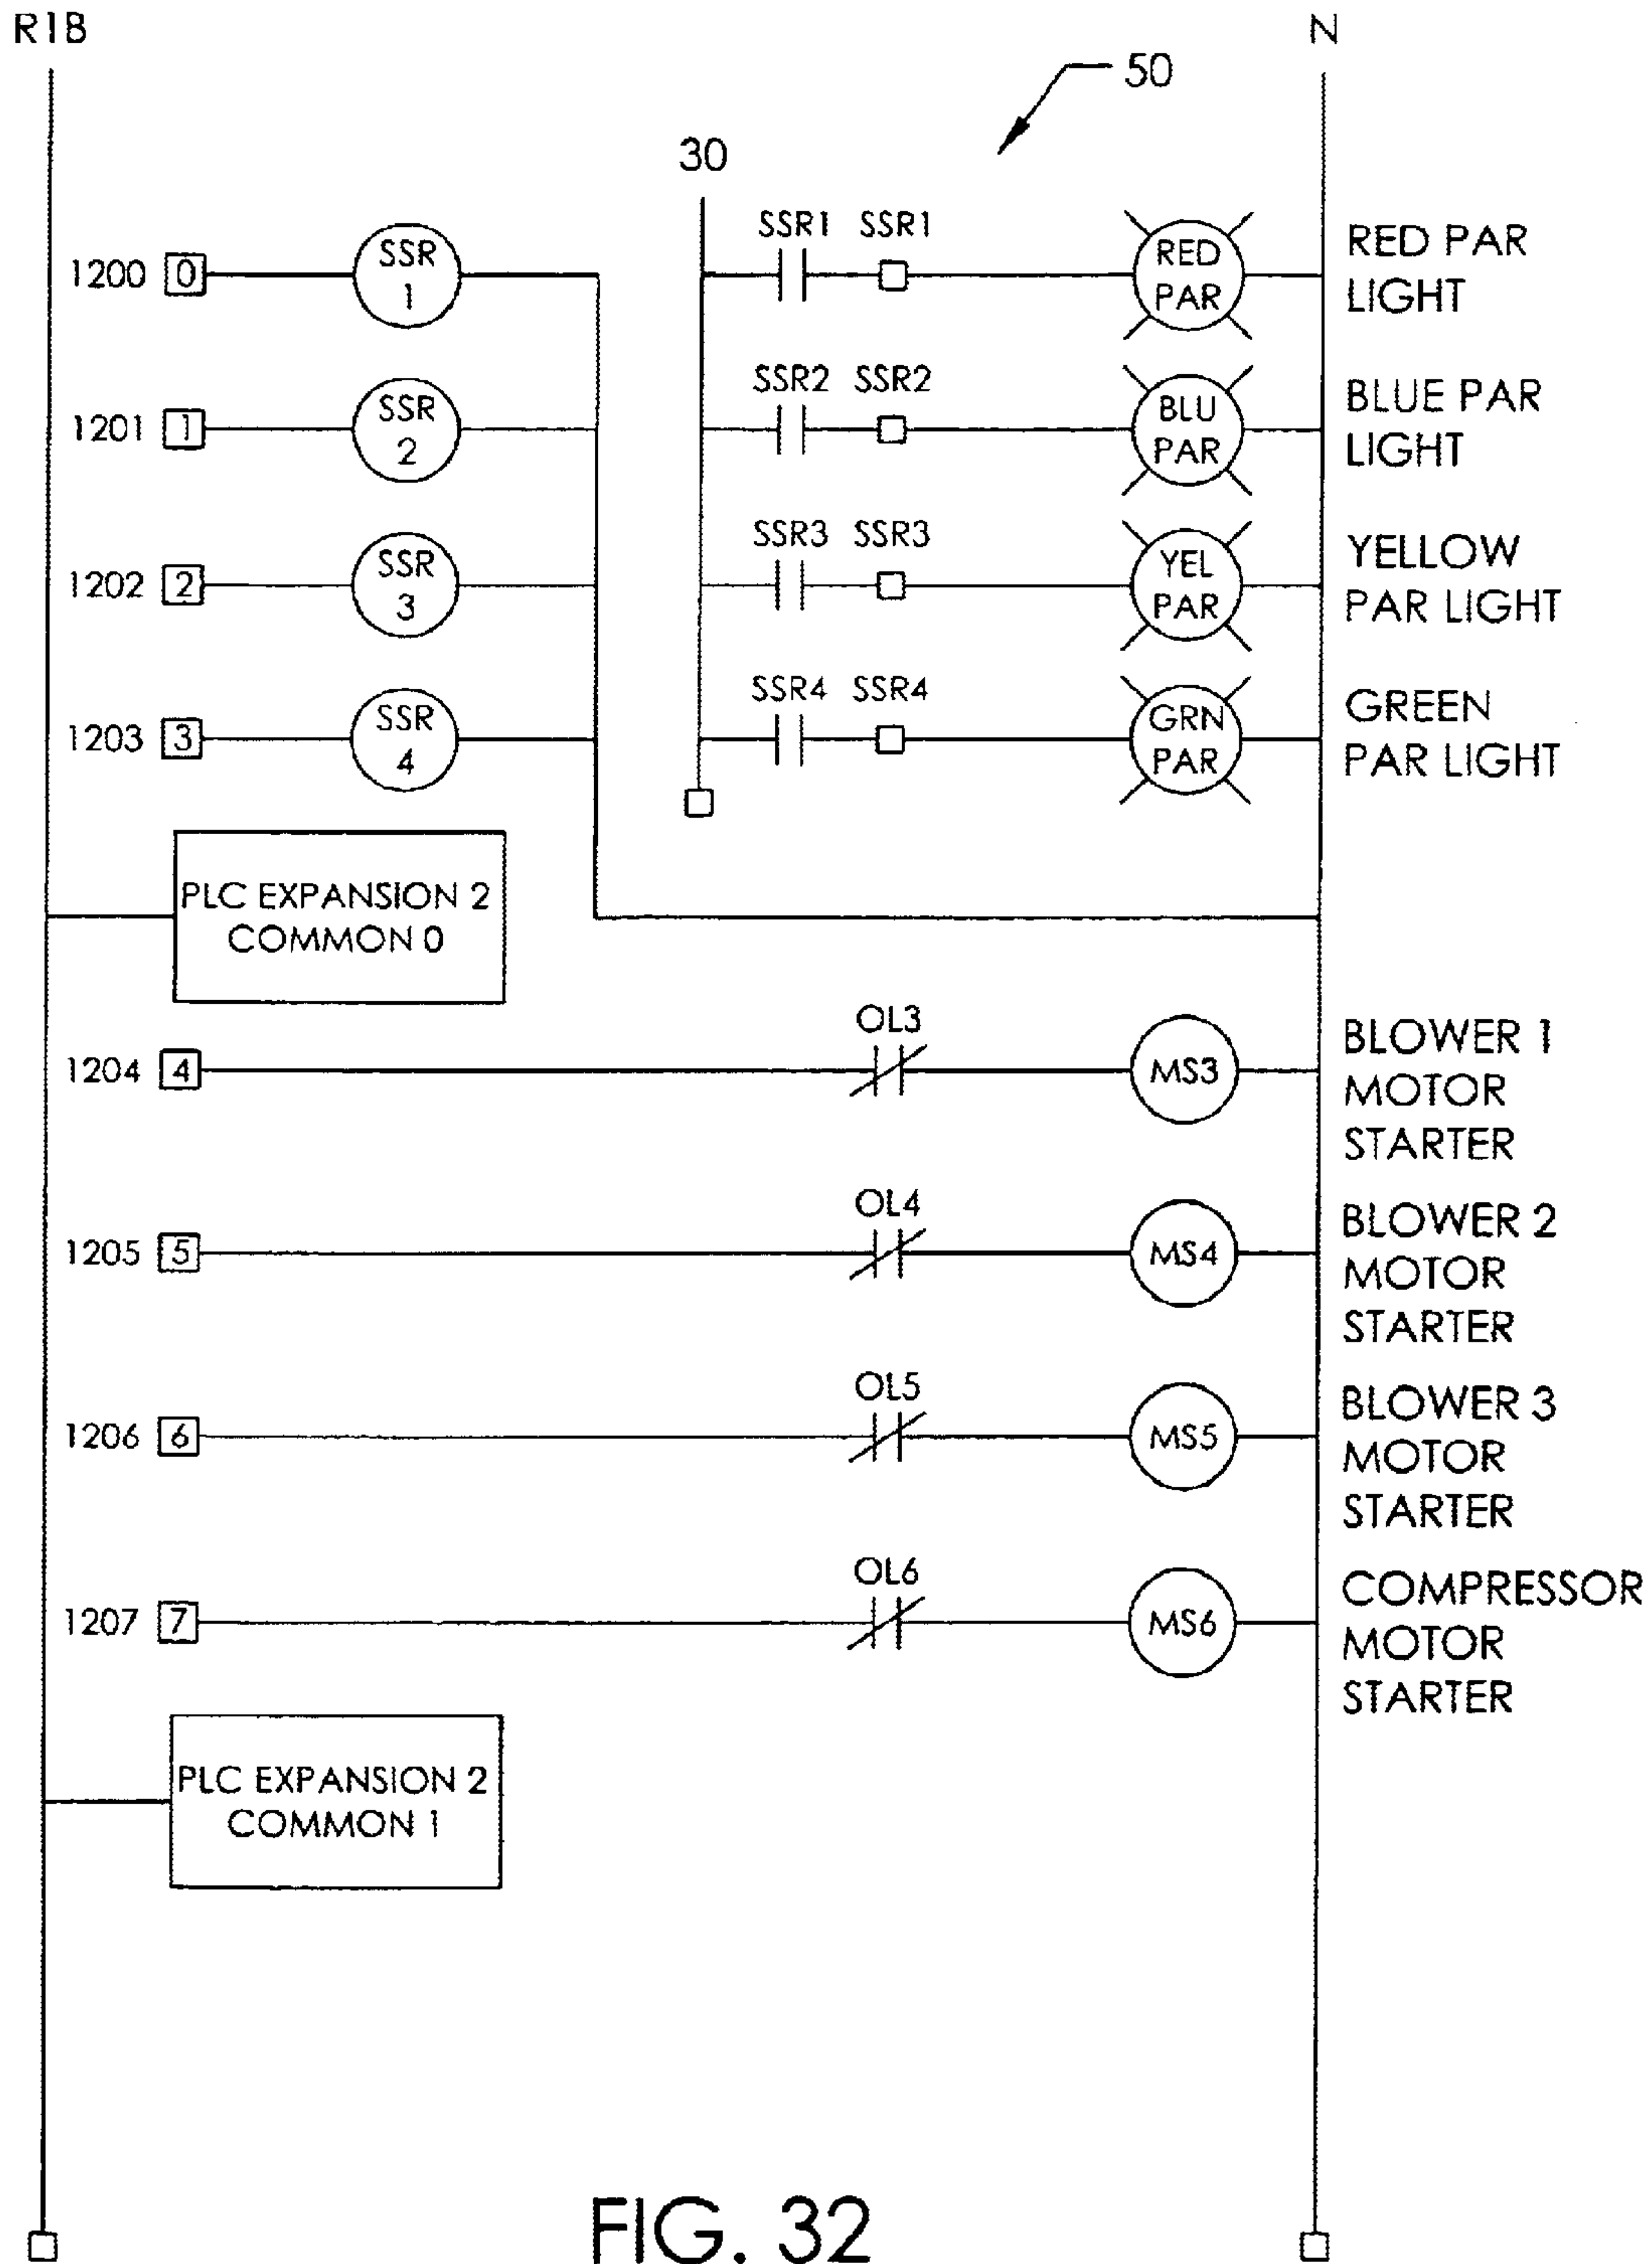 R1B
N
50
30
SSR1 SSR1
1200 0 SSR 1
RED PAR
RED PAR
LIGHT
SSR2 SSR2
1201 1 SSR 2
BLU PAR
BLUE PAR
LIGHT
SSR3 SSR3
1202 2 SSR 3
YEL PAR
YELLOW
PAR LIGHT
SSR4 SSR4
1203 3 SSR 4
GRN PAR
GREEN
PAR LIGHT
PLC EXPANSION 2
COMMON 0
OL3
1204 4 MS3
BLOWER 1
MOTOR
STARTER
OL4
1205 5 MS4
BLOWER 2
MOTOR
STARTER
OL5
1206 6 MS5
BLOWER 3
MOTOR
STARTER
OL6
1207 7 MS6
COMPRESSOR
MOTOR
STARTER
PLC EXPANSION 2
COMMON 1
FIG. 32